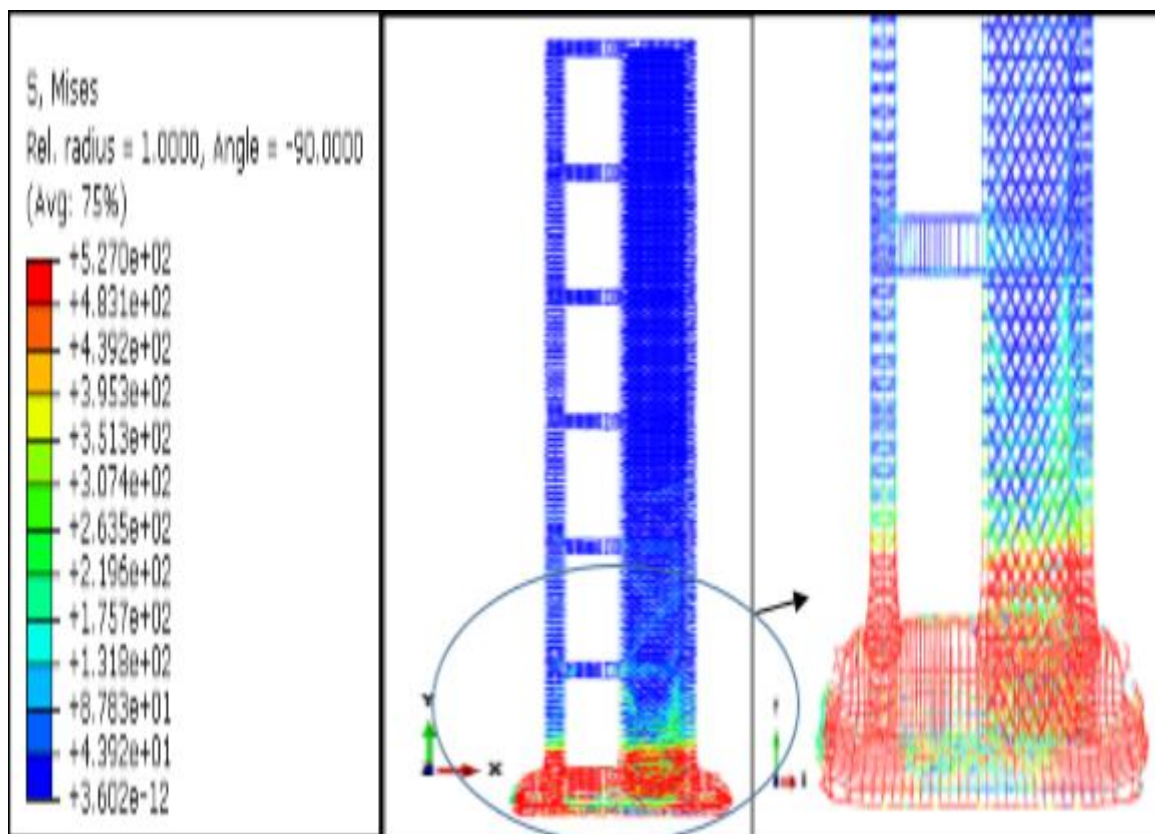 S, Mises
Rel. radius = 1.0000, Angle = -90.0000
(Avg: 75%)
+5.270e+02
+4.831e+02
+4.392e+02
+3.953e+02
+3.513e+02
+3.074e+02
+2.635e+02
+2.196e+02
+1.757e+02
+1.318e+02
+8.783e+01
+4.392e+01
+3.602e-12
Y
X